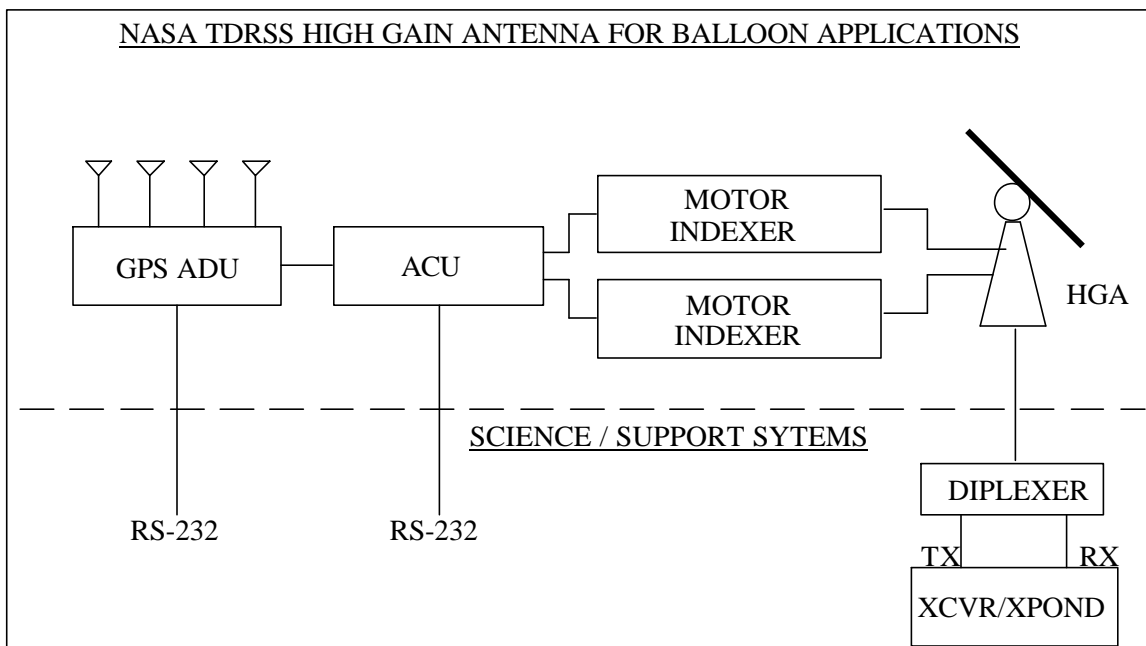 NASA TDRSS HIGH GAIN ANTENNA FOR BALLOON APPLICATIONS
MOTOR
INDEXER
GPS ADU
ACU
MOTOR
INDEXER
HGA
SCIENCE / SUPPORT SYTEMS
DIPLEXER
RS-232
RS-232
TX
RX
XCVR/XPOND